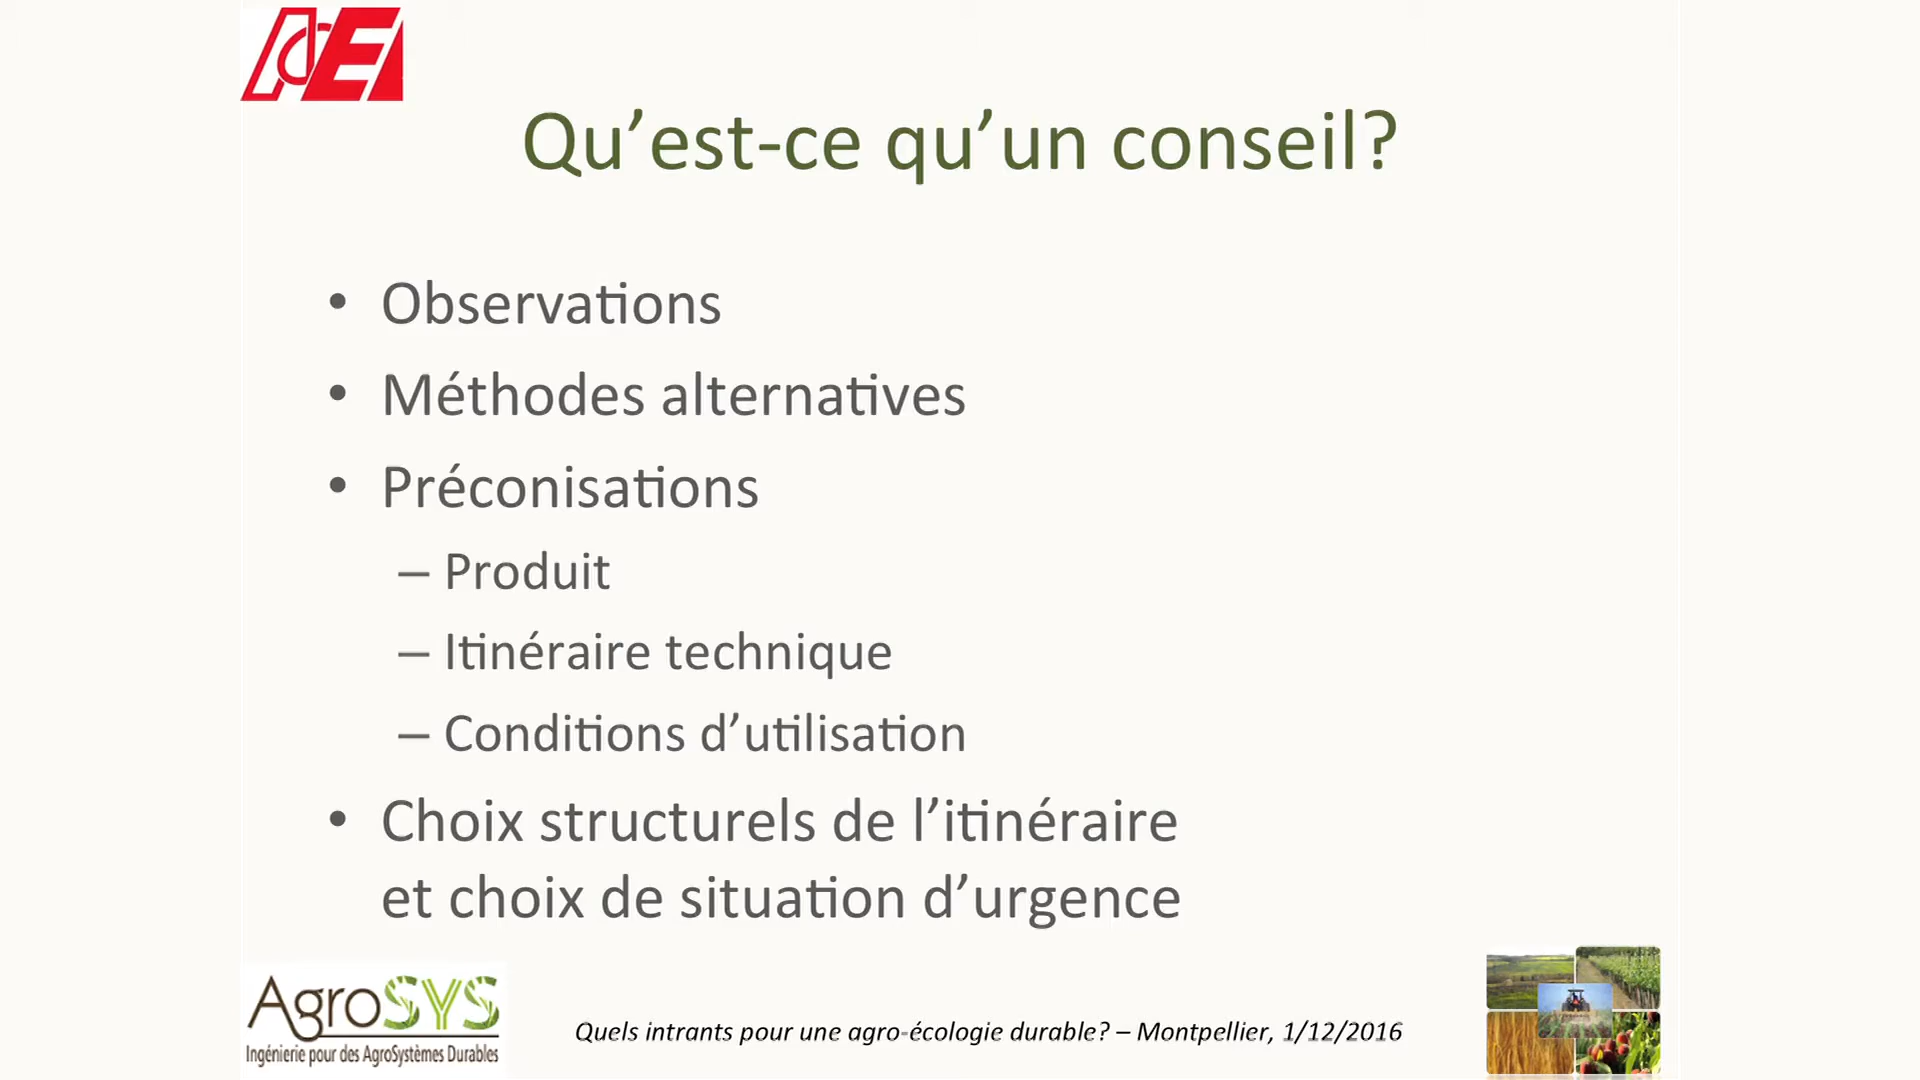 AcEi
Qu’est-ce qu’un conseil?
• Observations
• Méthodes alternatives
• Préconisations
– Produit
– Itinéraire technique
– Conditions d’utilisation
• Choix structurels de l’itinéraire
et choix de situation d’urgence
AgroSYS
Ingénierie pour des AgroSystèmes Durables
Quels intrants pour une agro-écologie durable? – Montpellier, 1/12/2016